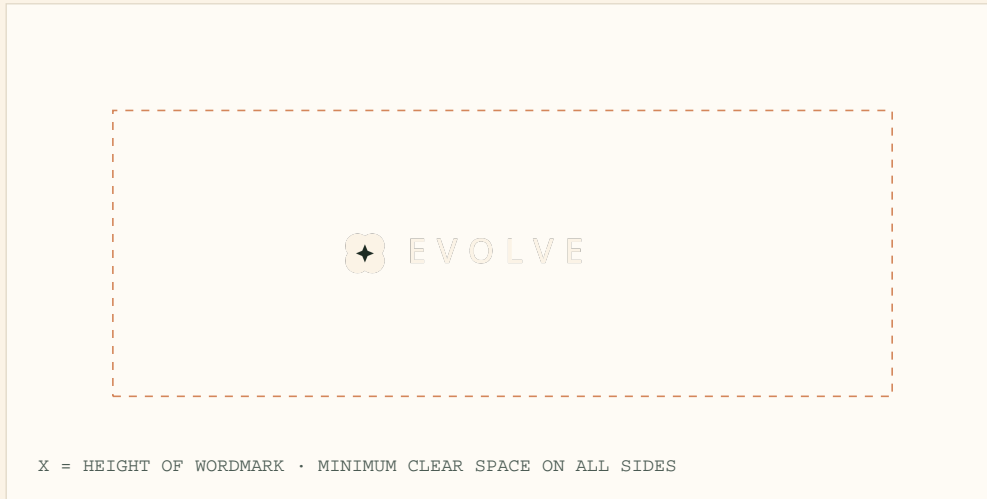 EVOLVE
X = HEIGHT OF WORDMARK · MINIMUM CLEAR SPACE ON ALL SIDES